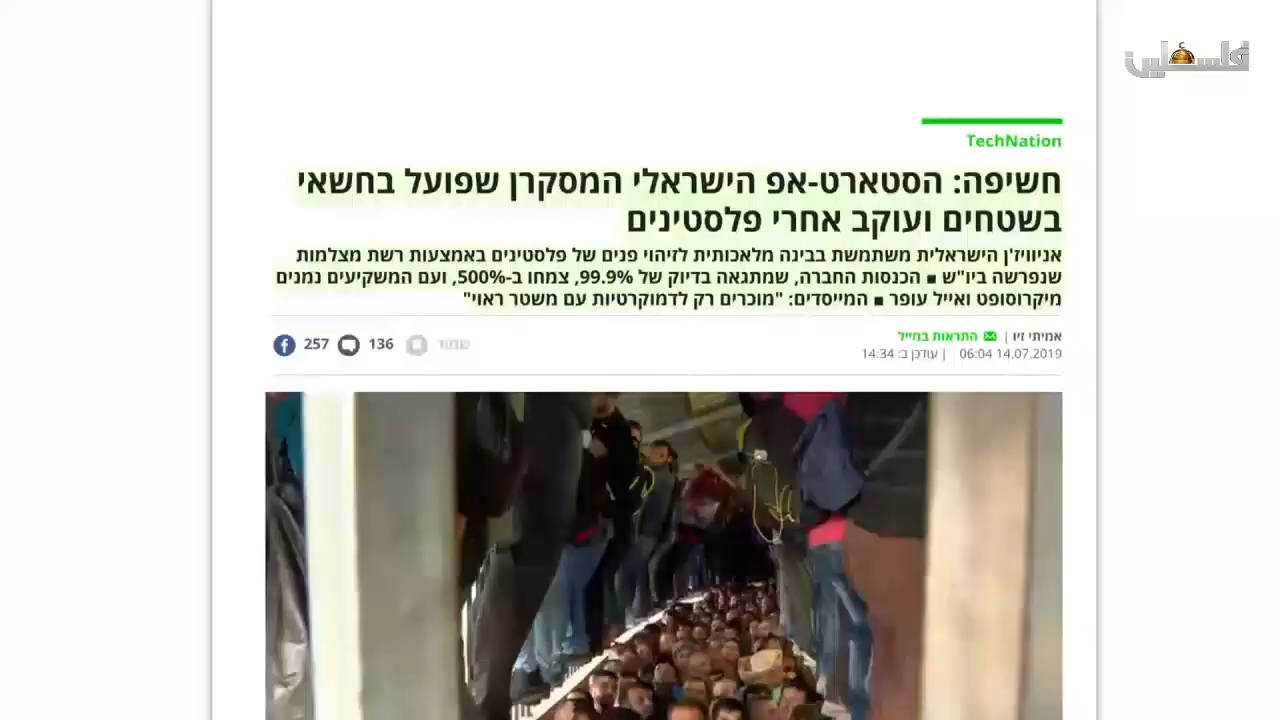 فلسطين
TechNation
חשיפה: הסטארט-אפ הישראלי המסקרן שפועל בחשאי
בשטחים ועוקב אחרי פלסטינים
אניוויז'ן הישראלית משתמשת בבינה מלאכותית לזיהוי פנים של פלסטינים באמצעות רשת מצלמות
שנפרשה ביו"ש ■ הכנסות החברה, שמתגאה בדיוק של 99.9%, צמחו ב-500%, ועם המשקיעים נמנים
מיקרוסופט ואייל עופר ■ המייסדים: "מוכרים רק לדמוקרטיות עם משטר ראוי"
אמיתי זיו | התראות במייל
שמור 136 257
14.07.2019 06:04 | עודכן ב: 14:34